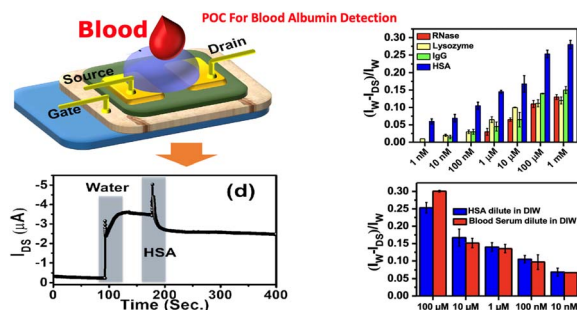 POC For Blood Albumin Detection
Blood
Source
Drain
Gate
(d)
Water
HSA
I_DS (μA)
-5
-4
-3
-2
-1
0
0 100 200 300 400
Time (Sec.)
(I_W-I_DS)/I_W
RNase
Lysozyme
IgG
HSA
0.30
0.25
0.20
0.15
0.10
0.05
0.00
1 nM 10 nM 100 nM 1 μM 10 μM 100 μM 1 mM
(I_W-I_DS)/I_W
HSA dilute in DIW
Blood Serum dilute in DIW
0.30
0.25
0.20
0.15
0.10
0.05
0.00
100 μM 10 μM 1 μM 100 nM 10 nM